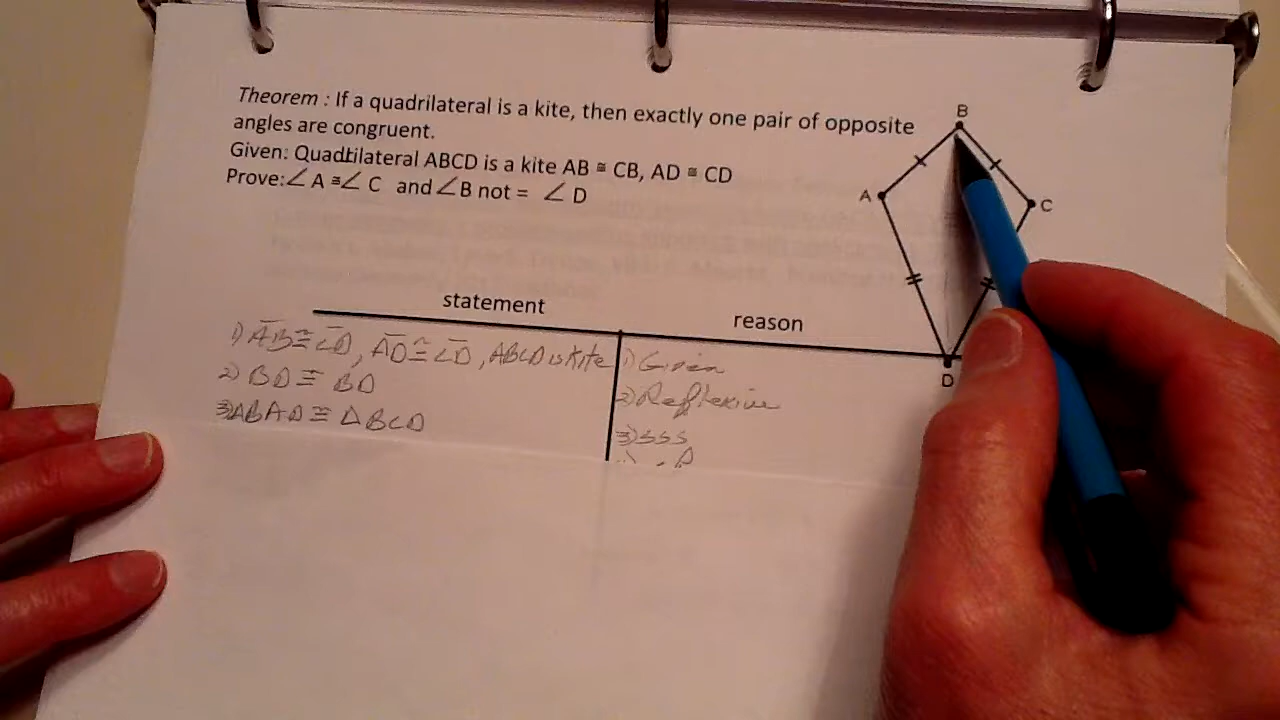 Theorem : If a quadrilateral is a kite, then exactly one pair of opposite
angles are congruent.
Given: Quadtilateral ABCD is a kite AB ≅ CB, AD ≅ CD
Prove:∠A ≅∠ C and∠B not = ∠ D
B
A
C
D
statement
reason
1) AB≅CD, AD≅CD, ABCD is Kite
1) Given
2) BD≅ BD
2) Reflexive
3)ABAD≅ ΔBCD
3) SSS